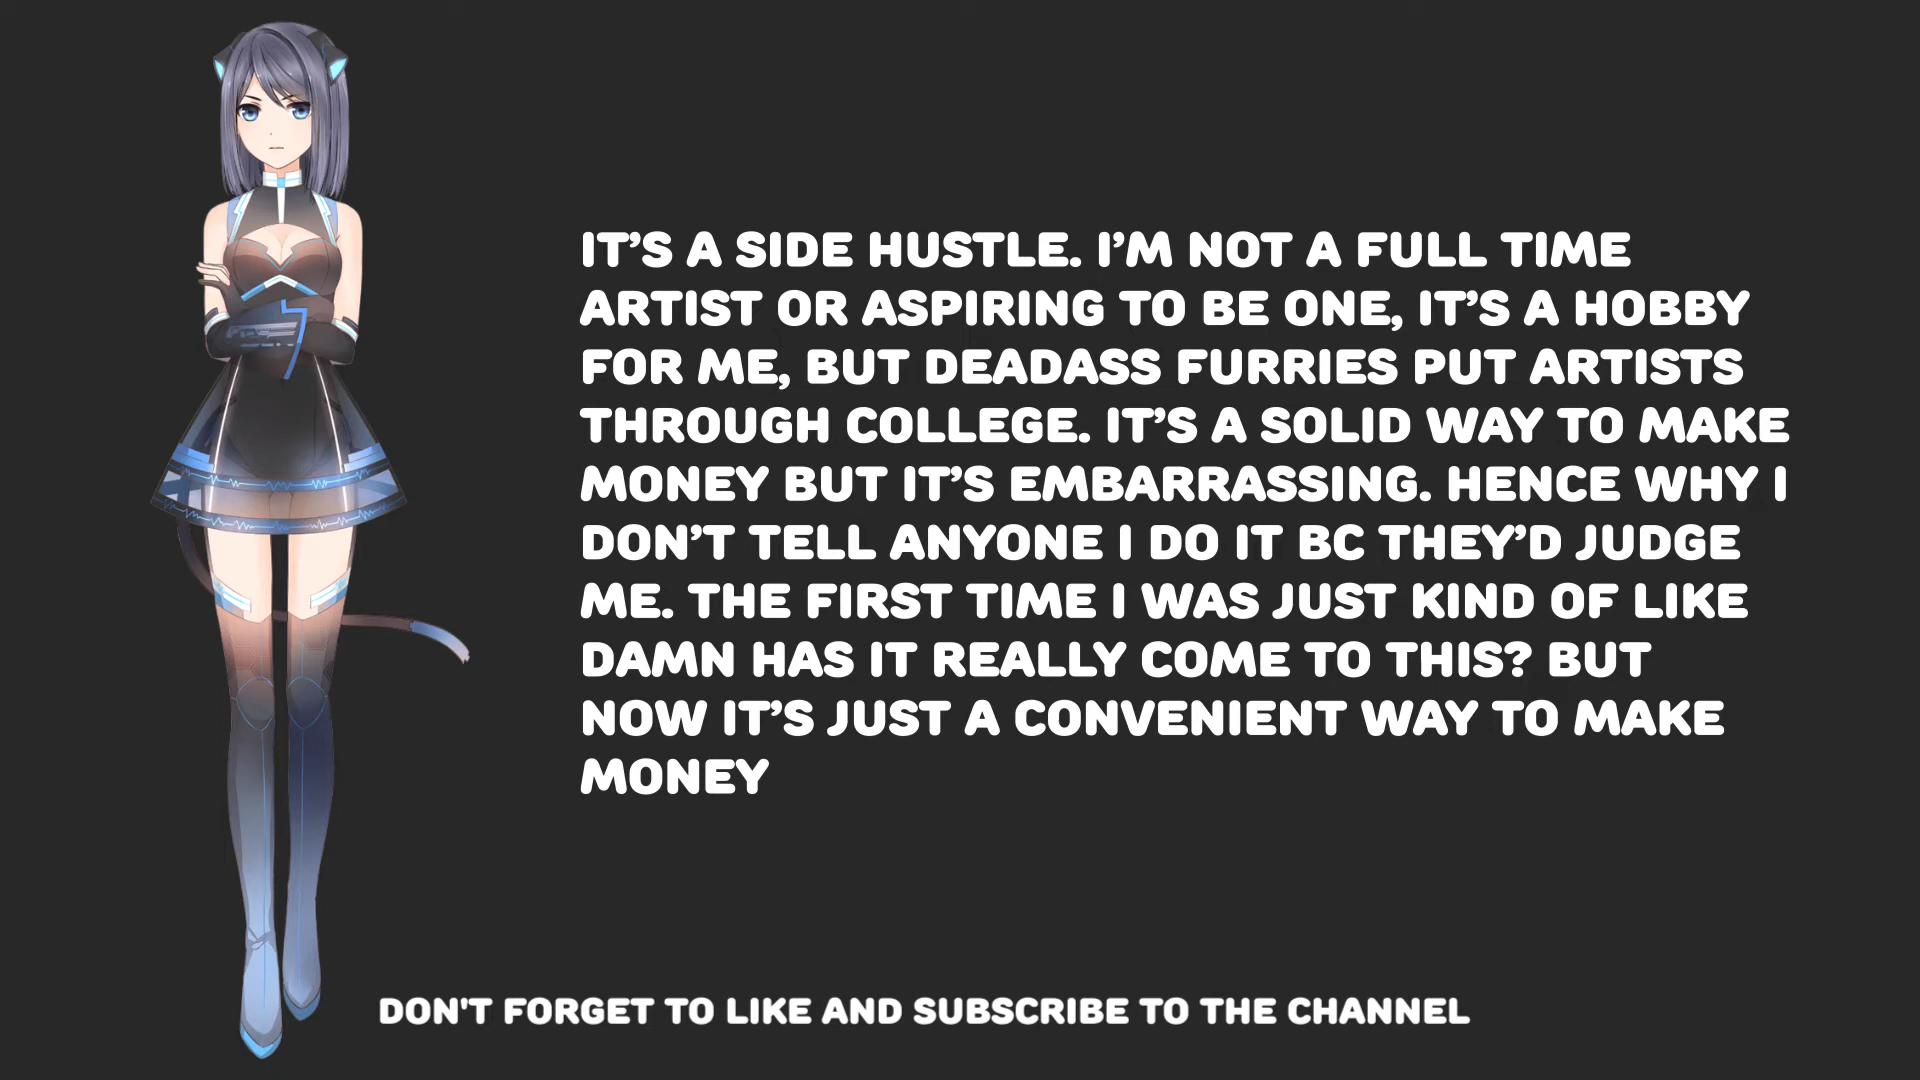 IT’S A SIDE HUSTLE. I’M NOT A FULL TIME
ARTIST OR ASPIRING TO BE ONE, IT’S A HOBBY
FOR ME, BUT DEADASS FURRIES PUT ARTISTS
THROUGH COLLEGE. IT’S A SOLID WAY TO MAKE
MONEY BUT IT’S EMBARRASSING. HENCE WHY I
DON’T TELL ANYONE I DO IT BC THEY’D JUDGE
ME. THE FIRST TIME I WAS JUST KIND OF LIKE
DAMN HAS IT REALLY COME TO THIS? BUT
NOW IT’S JUST A CONVENIENT WAY TO MAKE
MONEY
DON'T FORGET TO LIKE AND SUBSCRIBE TO THE CHANNEL